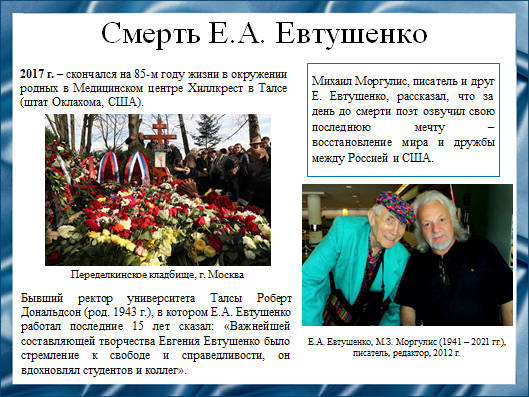 Смерть Е.А. Евтушенко
2017 г. – скончался на 85-м году жизни в окружении
родных в Медицинском центре Хиллкрест в Талсе
(штат Оклахома, США).
Переделкинское кладбище, г. Москва
Бывший ректор университета Талсы Роберт
Дональдсон (род. 1943 г.), в котором Е.А. Евтушенко
работал последние 15 лет сказал: «Важнейшей
составляющей творчества Евгения Евтушенко было
стремление к свободе и справедливости, он
вдохновлял студентов и коллег».
Михаил Моргулис, писатель и друг
Е. Евтушенко, рассказал, что за
день до смерти поэт озвучил свою
последнюю мечту –
восстановление мира и дружбы
между Россией и США.
Е.А. Евтушенко, М.З. Моргулис (1941 – 2021 гг.),
писатель, редактор, 2012 г.